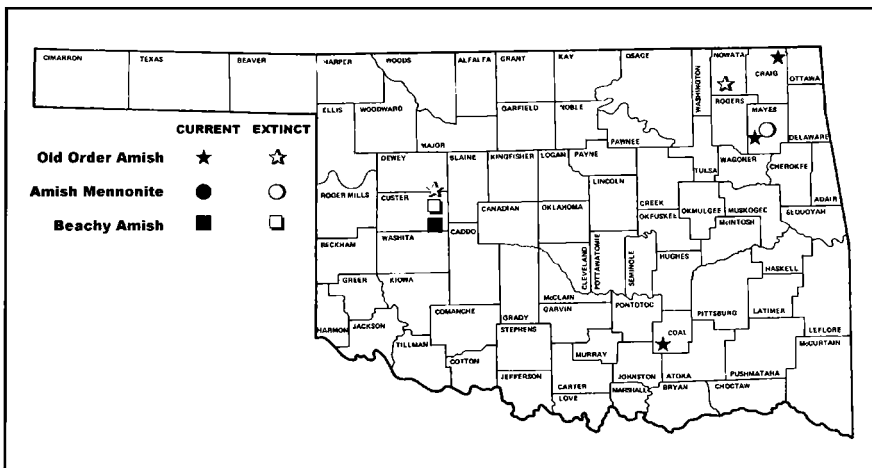 CIMARRON TEXAS BEAVER HARPER WOODS ALFALFA GRANT KAY OSAGE NOWATA CRAIG OTTAWA
WASHINGTON ROGERS MAYES DELAWARE
ELLIS WOODWARD GARFIELD NOBLE
MAJOR PAWNEE
CURRENT EXTINCT
Old Order Amish
Amish Mennonite
Beachy Amish
DEWEY BLAINE KINGFISHER LOGAN PAYNE TULSA WAGONER CHEROKEE
ROGER MILLS CUSTER CANADIAN OKLAHOMA LINCOLN CREEK OKMULGEE MUSKOGEE ADAIR
OKFUSKEE McINTOSH SEQUOYAH
BECKHAM WASHITA CADDO CLEVELAND POTTAWATOMIE SEMINOLE HUGHES HASKELL
GREER KIOWA McCLAIN PITTSBURG LATIMER LEFLORE
HARMON JACKSON COMANCHE GRADY GARVIN PONTOTOC COAL McCURTAIN
TILLMAN STEPHENS MURRAY
COTTON JEFFERSON CARTER JOHNSTON ATOKA PUSHMATAHA
LOVE MARSHALL BRYAN CHOCTAW